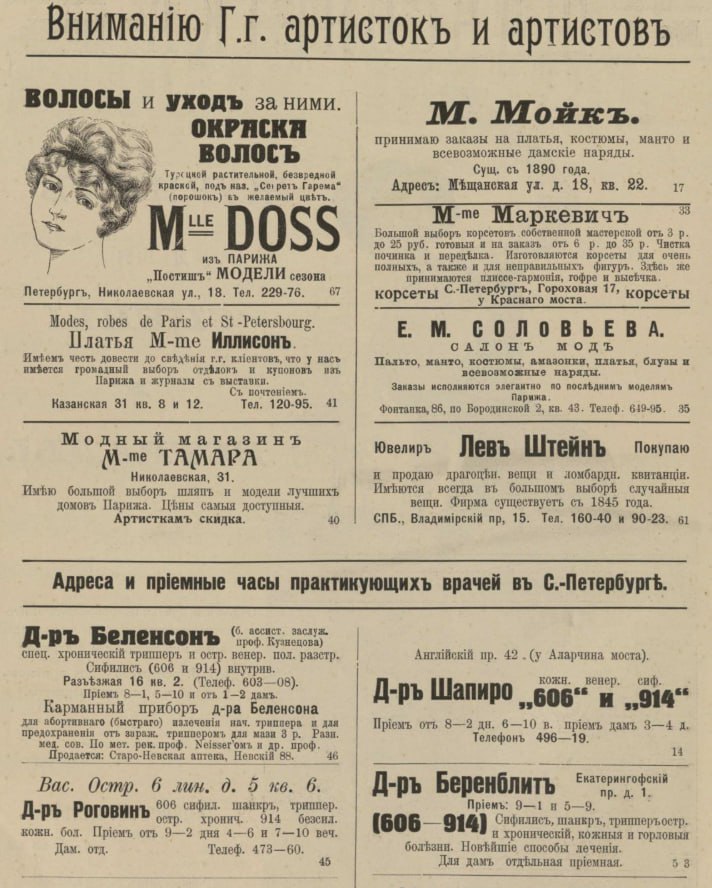 Вниманію Г.г. артистокъ и артистовъ
ВОЛОСЫ и УХОДЪ за ними.
ОКРАСКА
ВОЛОСЪ
Турецкой растительной, безвредной
краской, подъ наз. „Секретъ Гарема“
(порошокъ) въ желаемый цвѣтъ.
MLLE DOSS
изъ ПАРИЖА
„Постишъ“ МОДЕЛИ сезона
Петербургъ, Николаевская ул., 18. Тел. 229-76. 67
Modes, robes de Paris et St-Petersbourg.
Платья M-me Иллисонъ.
Имѣемъ честь довести до свѣдѣнія г.г. клієнтовъ, что у насъ
имѣется громадный выборъ отдѣлокъ и купоновъ изъ
Парижа и журналы съ выставки.
Съ почтеніемъ.
Казанская 31 кв. 8 и 12. Тел. 120-95. 41
Модный магазинъ
M-me ТАМАРА
Николаевская, 31.
Имѣю большой выборъ шляпъ и модели лучшихъ
домовъ Парижа. Цѣны самыя доступныя.
Артисткамъ скидка. 40
М. Мойкъ.
принимаю заказы на платья, костюмы, манто и
всевозможные дамскіе наряды.
Сущ. съ 1890 года.
Адресъ: Мѣщанская ул. д. 18, кв. 22. 17
M-me Маркевичъ 33
Большой выборъ корсетовъ собственной мастерской отъ 3 р.
до 25 руб. готовыя и на заказъ отъ 6 р. до 35 р. Чистка
починка и передѣлка. Изготовляются корсеты для очень
полныхъ, а также и для неправильныхъ фигуръ. Здѣсь же
принимаются плиссе-гармонія, гофре и высѣчка.
корсеты С.-Петербургъ, Гороховая 17, корсеты
у Краснаго моста.
Е. М. СОЛОВЬЕВА.
САЛОНЪ МОДЪ
Пальто, манто, костюмы, амазонки, платья, блузы и
всевозможные наряды.
Заказы исполняются элегантно по послѣднимъ моделямъ
Парижа.
Фонтанка, 86, по Бородинской 2, кв. 43. Телеф. 649-95. 35
Ювелиръ Левъ Штейнъ Покупаю
и продаю драгоцѣн. вещи и ломбардн. квитанціи.
Имѣются всегда въ большомъ выборѣ случайныя
вещи. Фирма существуетъ съ 1845 года.
СПБ., Владимірскій пр, 15. Тел. 160-40 и 90-23. 61
Адреса и пріемные часы практикующихъ врачей въ С.-Петербургѣ.
Д-ръ Беленсонъ (б. ассист. заслуж.
проф. Кузнецова)
спец. хроническій трипперъ и остр. венер. пол. разстр.
Сифилисъ (606 и 914) внутрив.
Разъѣзжая 16 кв. 2. (Телеф. 603—08).
Пріемъ 8—1, 5—10 и отъ 1—2 дамъ.
Карманный приборъ д-ра Беленсона
для абортивнаго (быстраго) излеченія нач. триппера и для
предохраненія отъ зараж. трипперомъ для мази 3 р. Разн.
мед. сов. По мет. рек. проф. Neisser'омъ и др. проф.
Продается: Старо-Невская аптека, Невскій 88. 46
Вас. Остр. 6 лин. д. 5 кв. 6.
Д-ръ Роговинъ 606 сифил. шанкръ, триппер.
остр. хронич. 914 безсил.
кожн. бол. Пріемъ отъ 9—2 дня 4—6 и 7—10 веч.
Дам. отд. Телеф. 473—60.
45
Англійскій пр. 42. (у Аларчина моста).
Д-ръ Шапиро кожн. венер. сиф.
„606“ и „914“
Пріемъ отъ 8—2 дн. 6—10 в. пріемъ дамъ 3—4 д.
Телефонъ 496—19.
14
Д-ръ Беренблитъ Екатерингофскій
пр. д. 1.
Пріемъ: 9—1 и 5—9.
(606—914) Сифилисъ, шанкръ, трипперъ остр.
и хроническій, кожныя и горловыя
болѣзни. Новѣйшіе способы лечения.
Для дамъ отдѣльная пріемная. 53